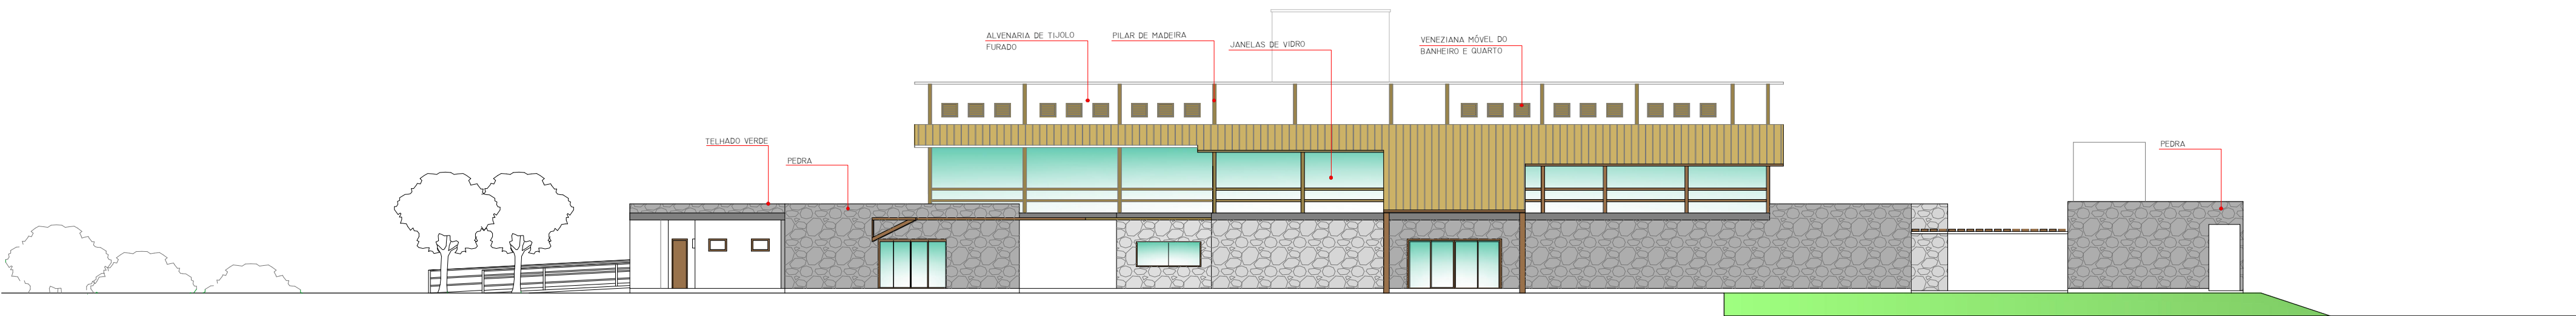 ALVENARIA DE TIJOLO
FURADO
PILAR DE MADEIRA
JANELAS DE VIDRO
VENEZIANA MÓVEL DO
BANHEIRO E QUARTO
TELHADO VERDE
PEDRA
PEDRA